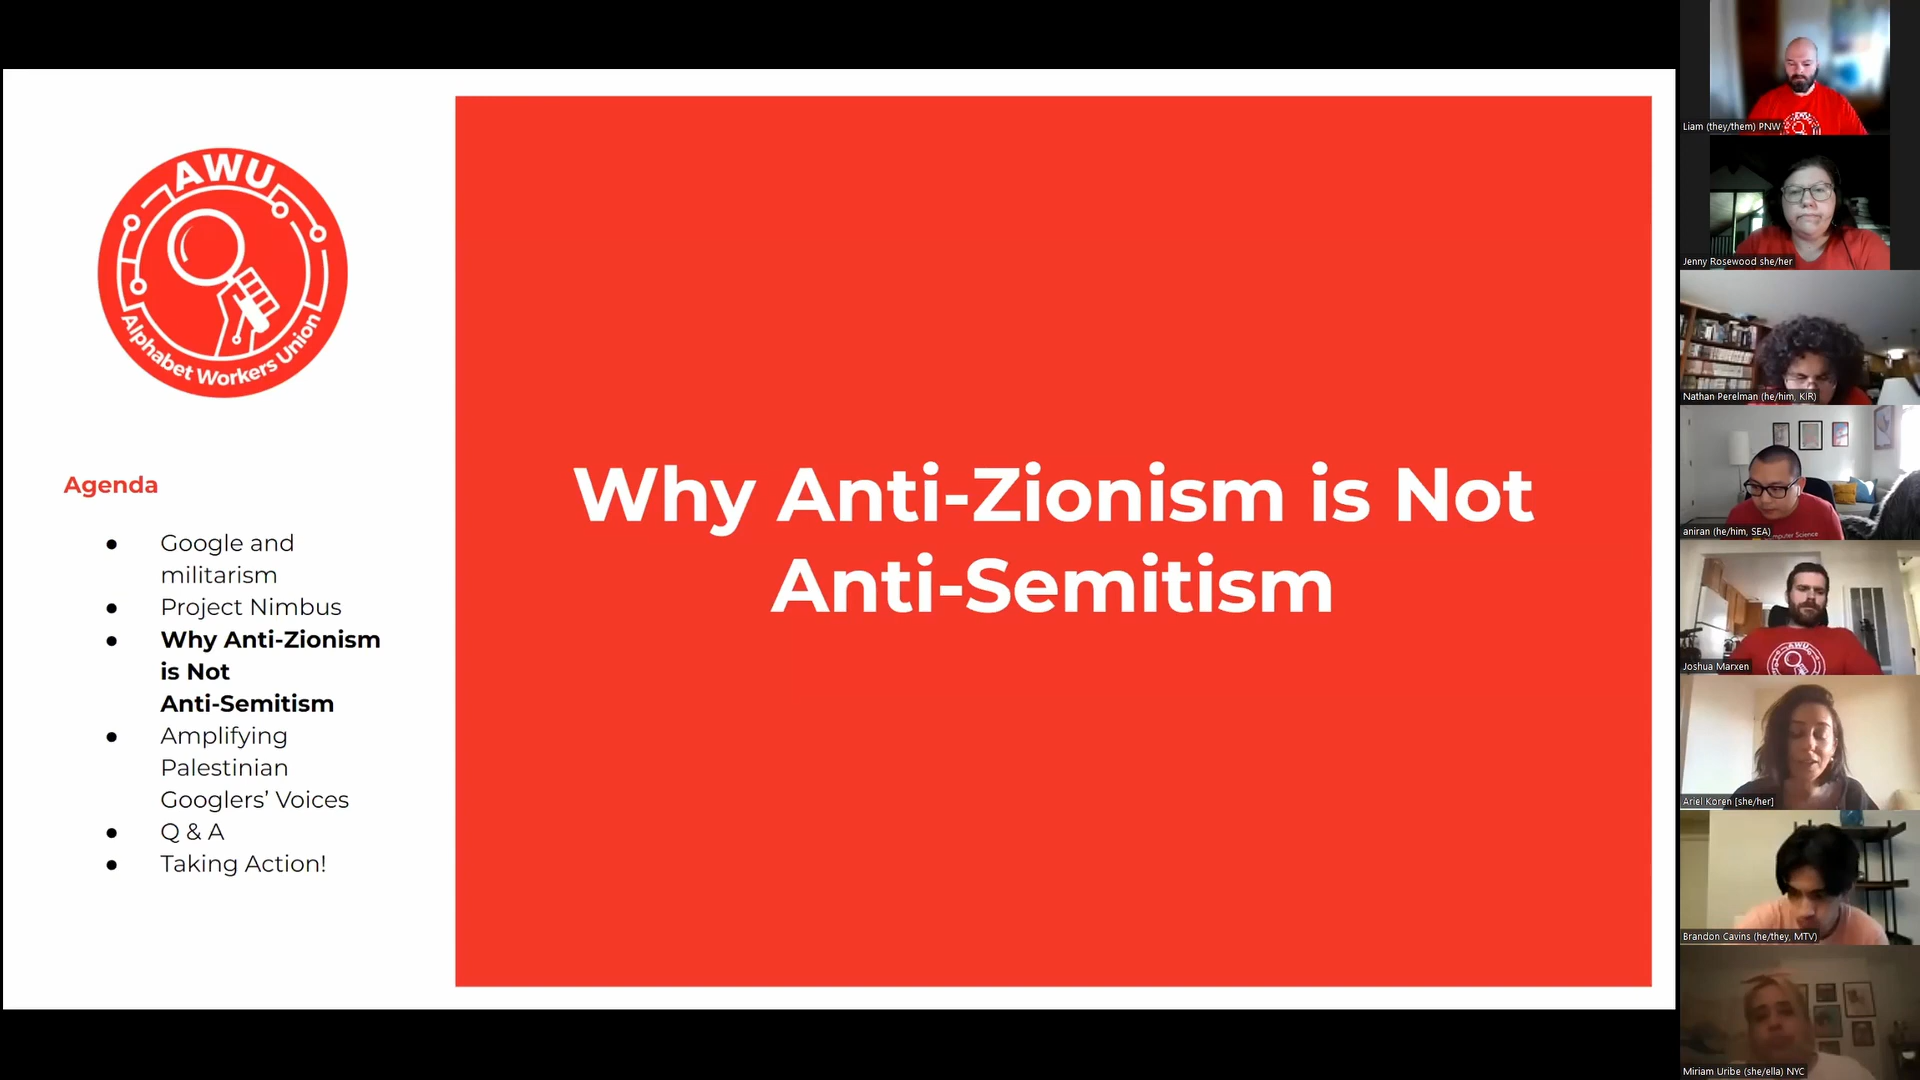 AWU
Alphabet Workers Union
Agenda
● Google and
militarism
● Project Nimbus
● Why Anti-Zionism
is Not
Anti-Semitism
● Amplifying
Palestinian
Googlers’ Voices
● Q & A
● Taking Action!
Why Anti-Zionism is Not
Anti-Semitism
Liam (they/them) PNW
Jenny Rosewood she/her
Nathan Perelman (he/him, KIR)
aniran (he/him, SEA)
Computer Science
AWU
Joshua Marxen
Ariel Koren [she/her]
Brandon Cavins (he/they, MTV)
Miriam Uribe (she/ella) NYC